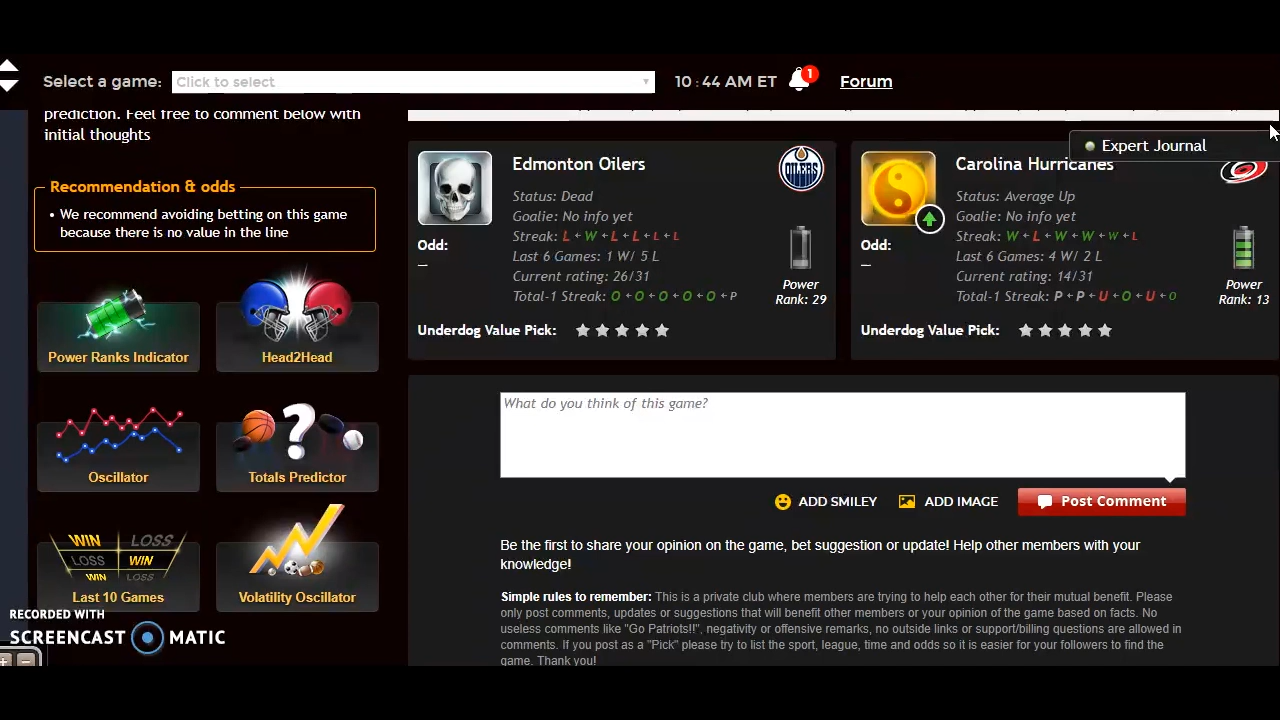 Select a game: Click to select 10:44 AM ET 1 Forum
prediction. Feel free to comment below with
initial thoughts
Recommendation & odds
• We recommend avoiding betting on this game
because there is no value in the line
Power Ranks Indicator
Head2Head
Oscillator
?
Totals Predictor
WIN LOSS
LOSS WIN
WIN LOSS
Last 10 Games
Volatility Oscillator
RECORDED WITH
SCREENCAST MATIC
Expert Journal
Edmonton Oilers
OILERS
Status: Dead
Goalie: No info yet
Streak: L - W - L - L - L - L
Last 6 Games: 1 W/ 5 L
Current rating: 26/31
Total-1 Streak: O - O - O - O - O - P
Odd:
—
Power
Rank: 29
Underdog Value Pick:
Carolina Hurricanes
Status: Average Up
Goalie: No info yet
Streak: W - L - W - W - W - L
Last 6 Games: 4 W/ 2 L
Current rating: 14/31
Total-1 Streak: P - P - U - O - U - O
Odd:
—
Power
Rank: 13
Underdog Value Pick:
What do you think of this game?
ADD SMILEY ADD IMAGE Post Comment
Be the first to share your opinion on the game, bet suggestion or update! Help other members with your
knowledge!
Simple rules to remember: This is a private club where members are trying to help each other for their mutual benefit. Please
only post comments, updates or suggestions that will benefit other members or your opinion of the game based on facts. No
useless comments like "Go Patriots!!", negativity or offensive remarks, no outside links or support/billing questions are allowed in
comments. If you post as a "Pick" please try to list the sport, league, time and odds so it is easier for your followers to find the
game. Thank you!